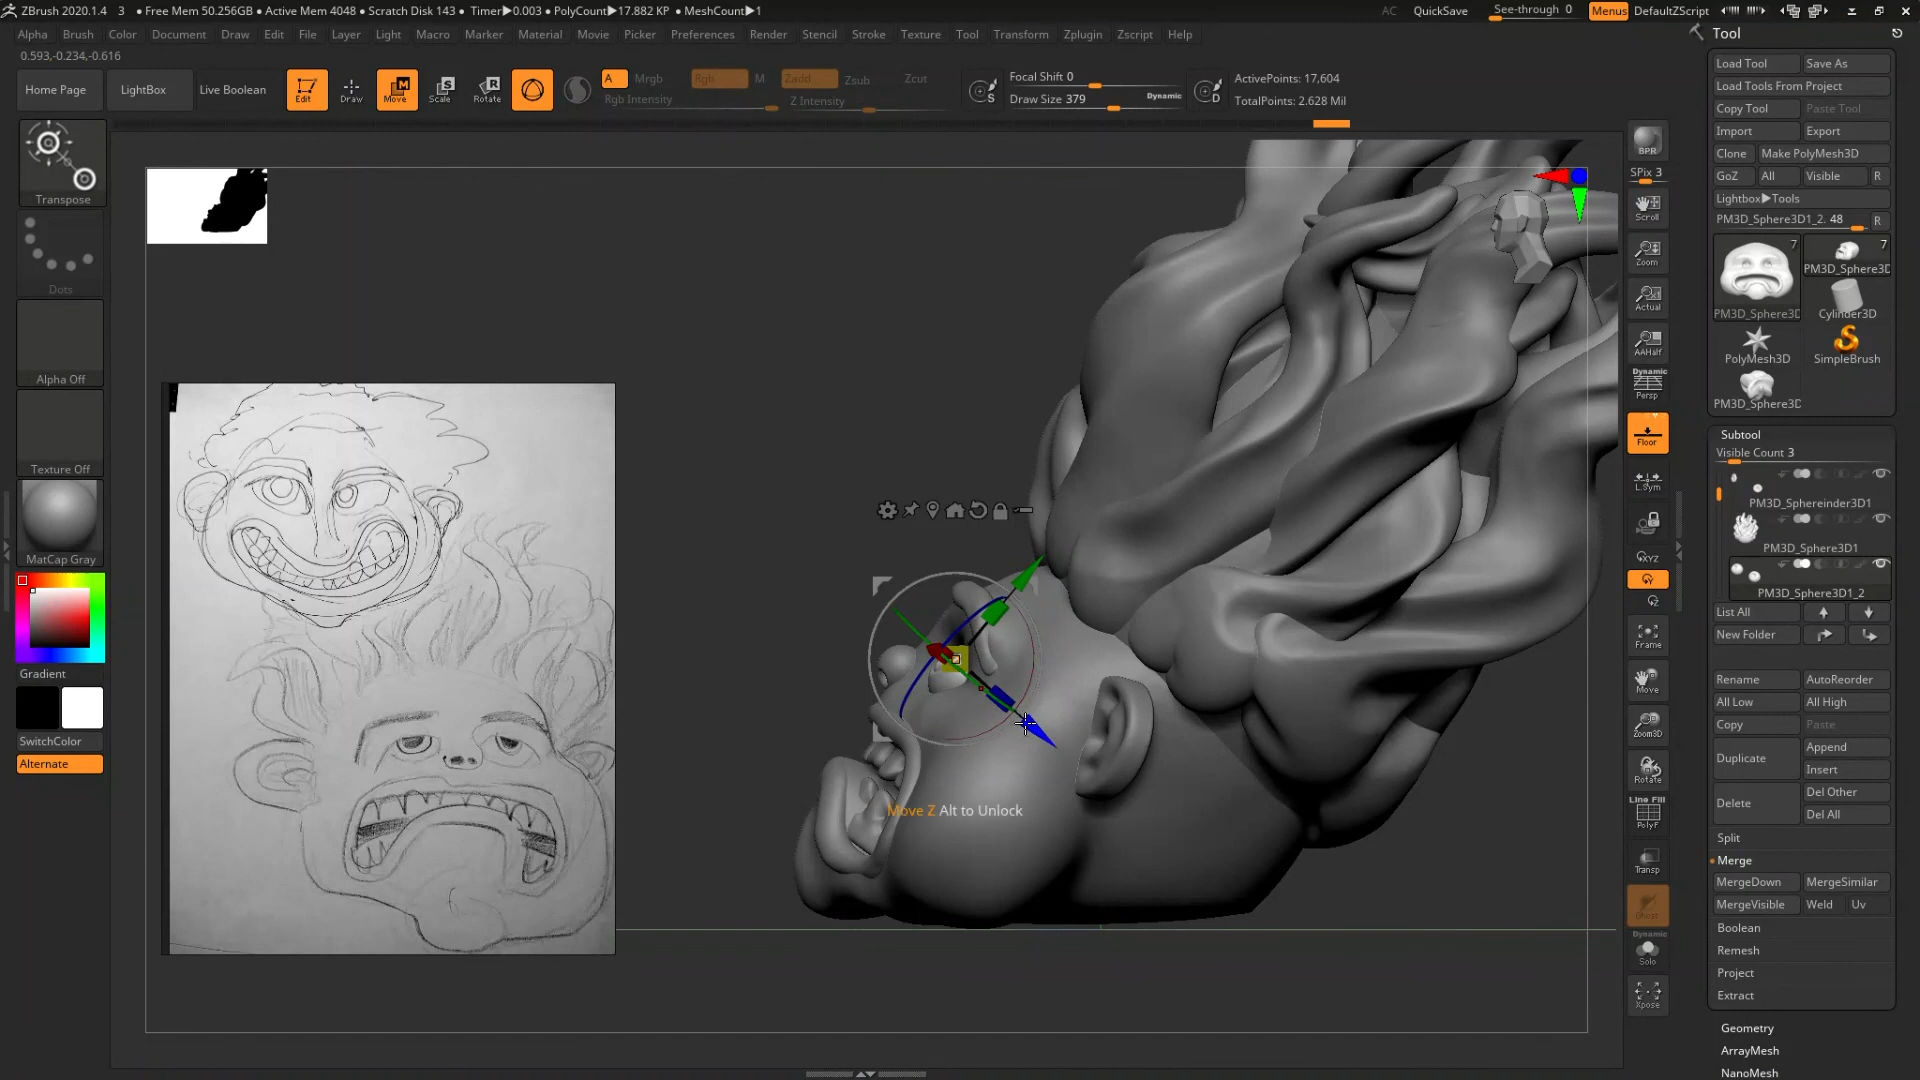 ZBrush 2020.1.4 3 • Free Mem 50.256GB • Active Mem 4048 • Scratch Disk 143 • Timer▶0.003 • PolyCount▶17.882 KP • MeshCount▶1
AC QuickSave See-through 0 Menus DefaultZScript
Alpha Brush Color Document Draw Edit File Layer Light Macro Marker Material Movie Picker Preferences Render Stencil Stroke Texture Tool Transform Zplugin Zscript Help
0.593,-0.234,-0.616
Home Page LightBox Live Boolean
Edit Draw Move Scale Rotate
A Mrgb Rgb M Zadd Zsub Zcut
Rgb Intensity Z Intensity
S Focal Shift 0
Draw Size 379 Dynamic D
ActivePoints: 17,604
TotalPoints: 2.628 Mil
Transpose
Dots
Alpha Off
Texture Off
MatCap Gray
Gradient
SwitchColor
Alternate
Move Z Alt to Unlock
BPR
SPix 3
Scroll
Zoom
Actual
AAHalf
Dynamic
Persp
Floor
L.Sym
XYZ
Y
Z
Frame
Move
Zoom3D
Rotate
Line Fill
PolyF
Transp
Ghost
Dynamic
Solo
Xpose
Tool
Load Tool Save As
Load Tools From Project
Copy Tool Paste Tool
Import Export
Clone Make PolyMesh3D
GoZ All Visible R
Lightbox▶Tools
PM3D_Sphere3D1_2. 48 R
7 7
PM3D_Sphere3D
Cylinder3D
PM3D_Sphere3D
PolyMesh3D SimpleBrush
PM3D_Sphere3D
Subtool
Visible Count 3
PM3D_Sphereinder3D1
PM3D_Sphere3D1
PM3D_Sphere3D1_2
List All
New Folder
Rename AutoReorder
All Low All High
Copy Paste
Duplicate Append
Insert
Delete Del Other
Del All
Split
Merge
MergeDown MergeSimilar
MergeVisible Weld Uv
Boolean
Remesh
Project
Extract
Geometry
ArrayMesh
NanoMesh